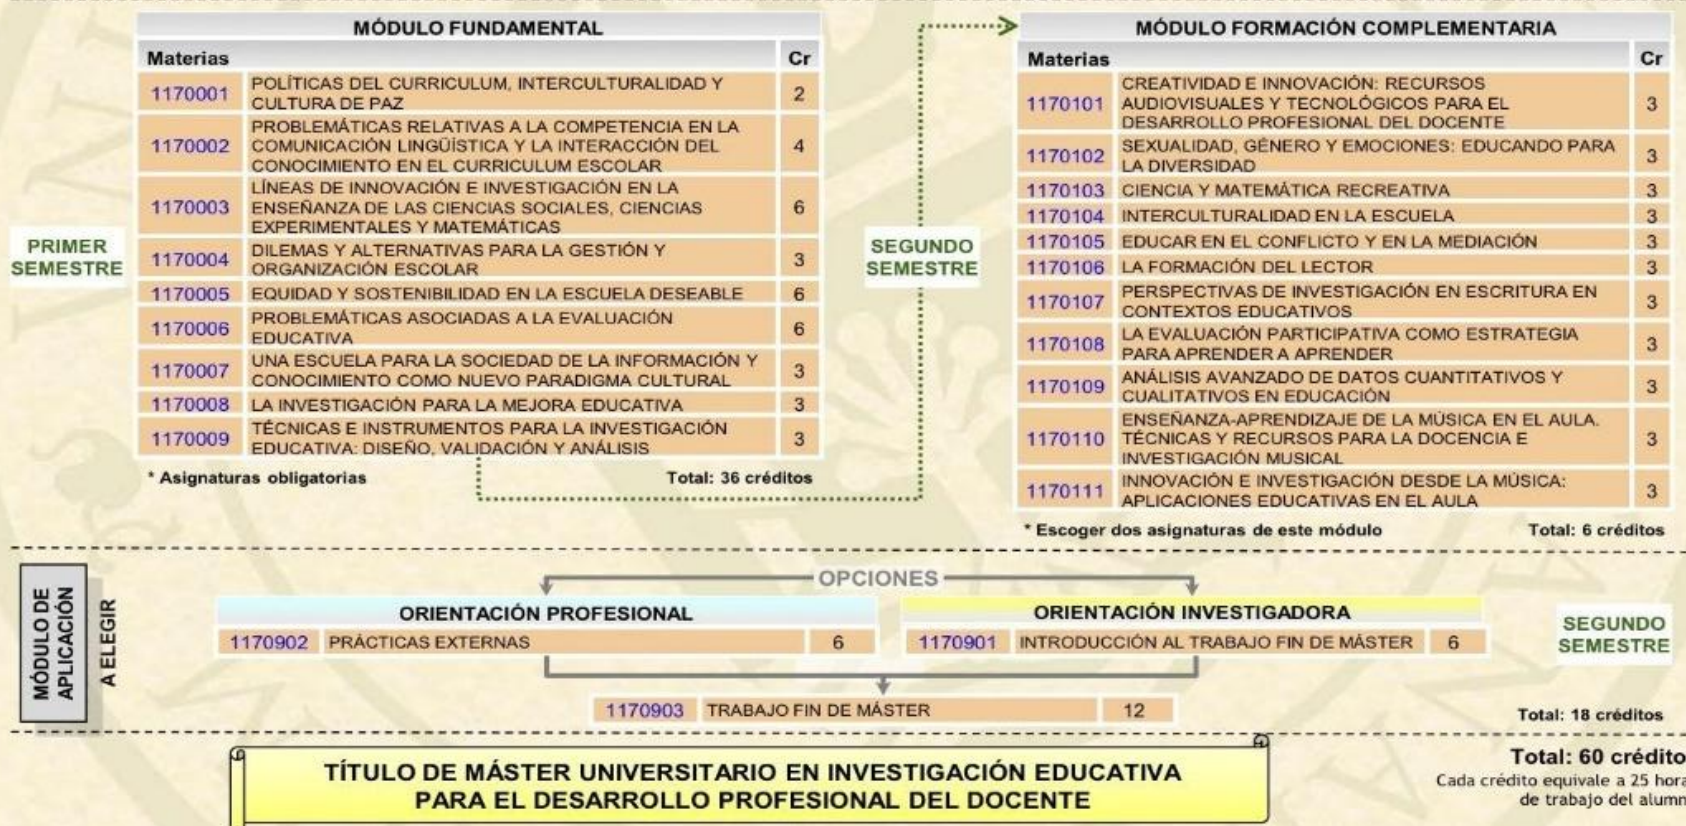 MÓDULO FUNDAMENTAL
Materias Cr
1170001 POLÍTICAS DEL CURRICULUM, INTERCULTURALIDAD Y
CULTURA DE PAZ 2
1170002 PROBLEMÁTICAS RELATIVAS A LA COMPETENCIA EN LA
COMUNICACIÓN LINGÜÍSTICA Y LA INTERACCIÓN DEL
CONOCIMIENTO EN EL CURRICULUM ESCOLAR 4
1170003 LÍNEAS DE INNOVACIÓN E INVESTIGACIÓN EN LA
ENSEÑANZA DE LAS CIENCIAS SOCIALES, CIENCIAS
EXPERIMENTALES Y MATEMÁTICAS 6
PRIMER
SEMESTRE
1170004 DILEMAS Y ALTERNATIVAS PARA LA GESTIÓN Y
ORGANIZACIÓN ESCOLAR 3
1170005 EQUIDAD Y SOSTENIBILIDAD EN LA ESCUELA DESEABLE 6
1170006 PROBLEMÁTICAS ASOCIADAS A LA EVALUACIÓN
EDUCATIVA 6
1170007 UNA ESCUELA PARA LA SOCIEDAD DE LA INFORMACIÓN Y
CONOCIMIENTO COMO NUEVO PARADIGMA CULTURAL 3
1170008 LA INVESTIGACIÓN PARA LA MEJORA EDUCATIVA 3
1170009 TÉCNICAS E INSTRUMENTOS PARA LA INVESTIGACIÓN
EDUCATIVA: DISEÑO, VALIDACIÓN Y ANÁLISIS 3
* Asignaturas obligatorias Total: 36 créditos
MÓDULO FORMACIÓN COMPLEMENTARIA
Materias Cr
1170101 CREATIVIDAD E INNOVACIÓN: RECURSOS
AUDIOVISUALES Y TECNOLÓGICOS PARA EL
DESARROLLO PROFESIONAL DEL DOCENTE 3
1170102 SEXUALIDAD, GÉNERO Y EMOCIONES: EDUCANDO PARA
LA DIVERSIDAD 3
1170103 CIENCIA Y MATEMÁTICA RECREATIVA 3
1170104 INTERCULTURALIDAD EN LA ESCUELA 3
SEGUNDO
SEMESTRE
1170105 EDUCAR EN EL CONFLICTO Y EN LA MEDIACIÓN 3
1170106 LA FORMACIÓN DEL LECTOR 3
1170107 PERSPECTIVAS DE INVESTIGACIÓN EN ESCRITURA EN
CONTEXTOS EDUCATIVOS 3
1170108 LA EVALUACIÓN PARTICIPATIVA COMO ESTRATEGIA
PARA APRENDER A APRENDER 3
1170109 ANÁLISIS AVANZADO DE DATOS CUANTITATIVOS Y
CUALITATIVOS EN EDUCACIÓN 3
1170110 ENSEÑANZA-APRENDIZAJE DE LA MÚSICA EN EL AULA.
TÉCNICAS Y RECURSOS PARA LA DOCENCIA E
INVESTIGACIÓN MUSICAL 3
1170111 INNOVACIÓN E INVESTIGACIÓN DESDE LA MÚSICA:
APLICACIONES EDUCATIVAS EN EL AULA 3
* Escoger dos asignaturas de este módulo Total: 6 créditos
MÓDULO DE
APLICACIÓN
A ELEGIR
OPCIONES
ORIENTACIÓN PROFESIONAL
1170902 PRÁCTICAS EXTERNAS 6
ORIENTACIÓN INVESTIGADORA
1170901 INTRODUCCIÓN AL TRABAJO FIN DE MÁSTER 6
SEGUNDO
SEMESTRE
1170903 TRABAJO FIN DE MÁSTER 12
Total: 18 créditos
TÍTULO DE MÁSTER UNIVERSITARIO EN INVESTIGACIÓN EDUCATIVA
PARA EL DESARROLLO PROFESIONAL DEL DOCENTE
Total: 60 crédito
Cada crédito equivale a 25 hora
de trabajo del alumn